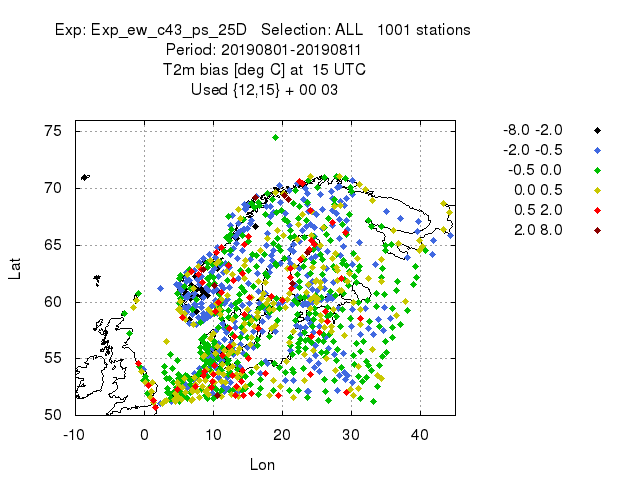 Exp: Exp_ew_c43_ps_25D Selection: ALL 1001 stations
Period: 20190801-20190811
T2m bias [deg C] at 15 UTC
Used {12,15} + 00 03
-8.0 -2.0
-2.0 -0.5
-0.5 0.0
0.0 0.5
0.5 2.0
2.0 8.0
75
70
65
60
55
50
Lat
-10 0 10 20 30 40
Lon